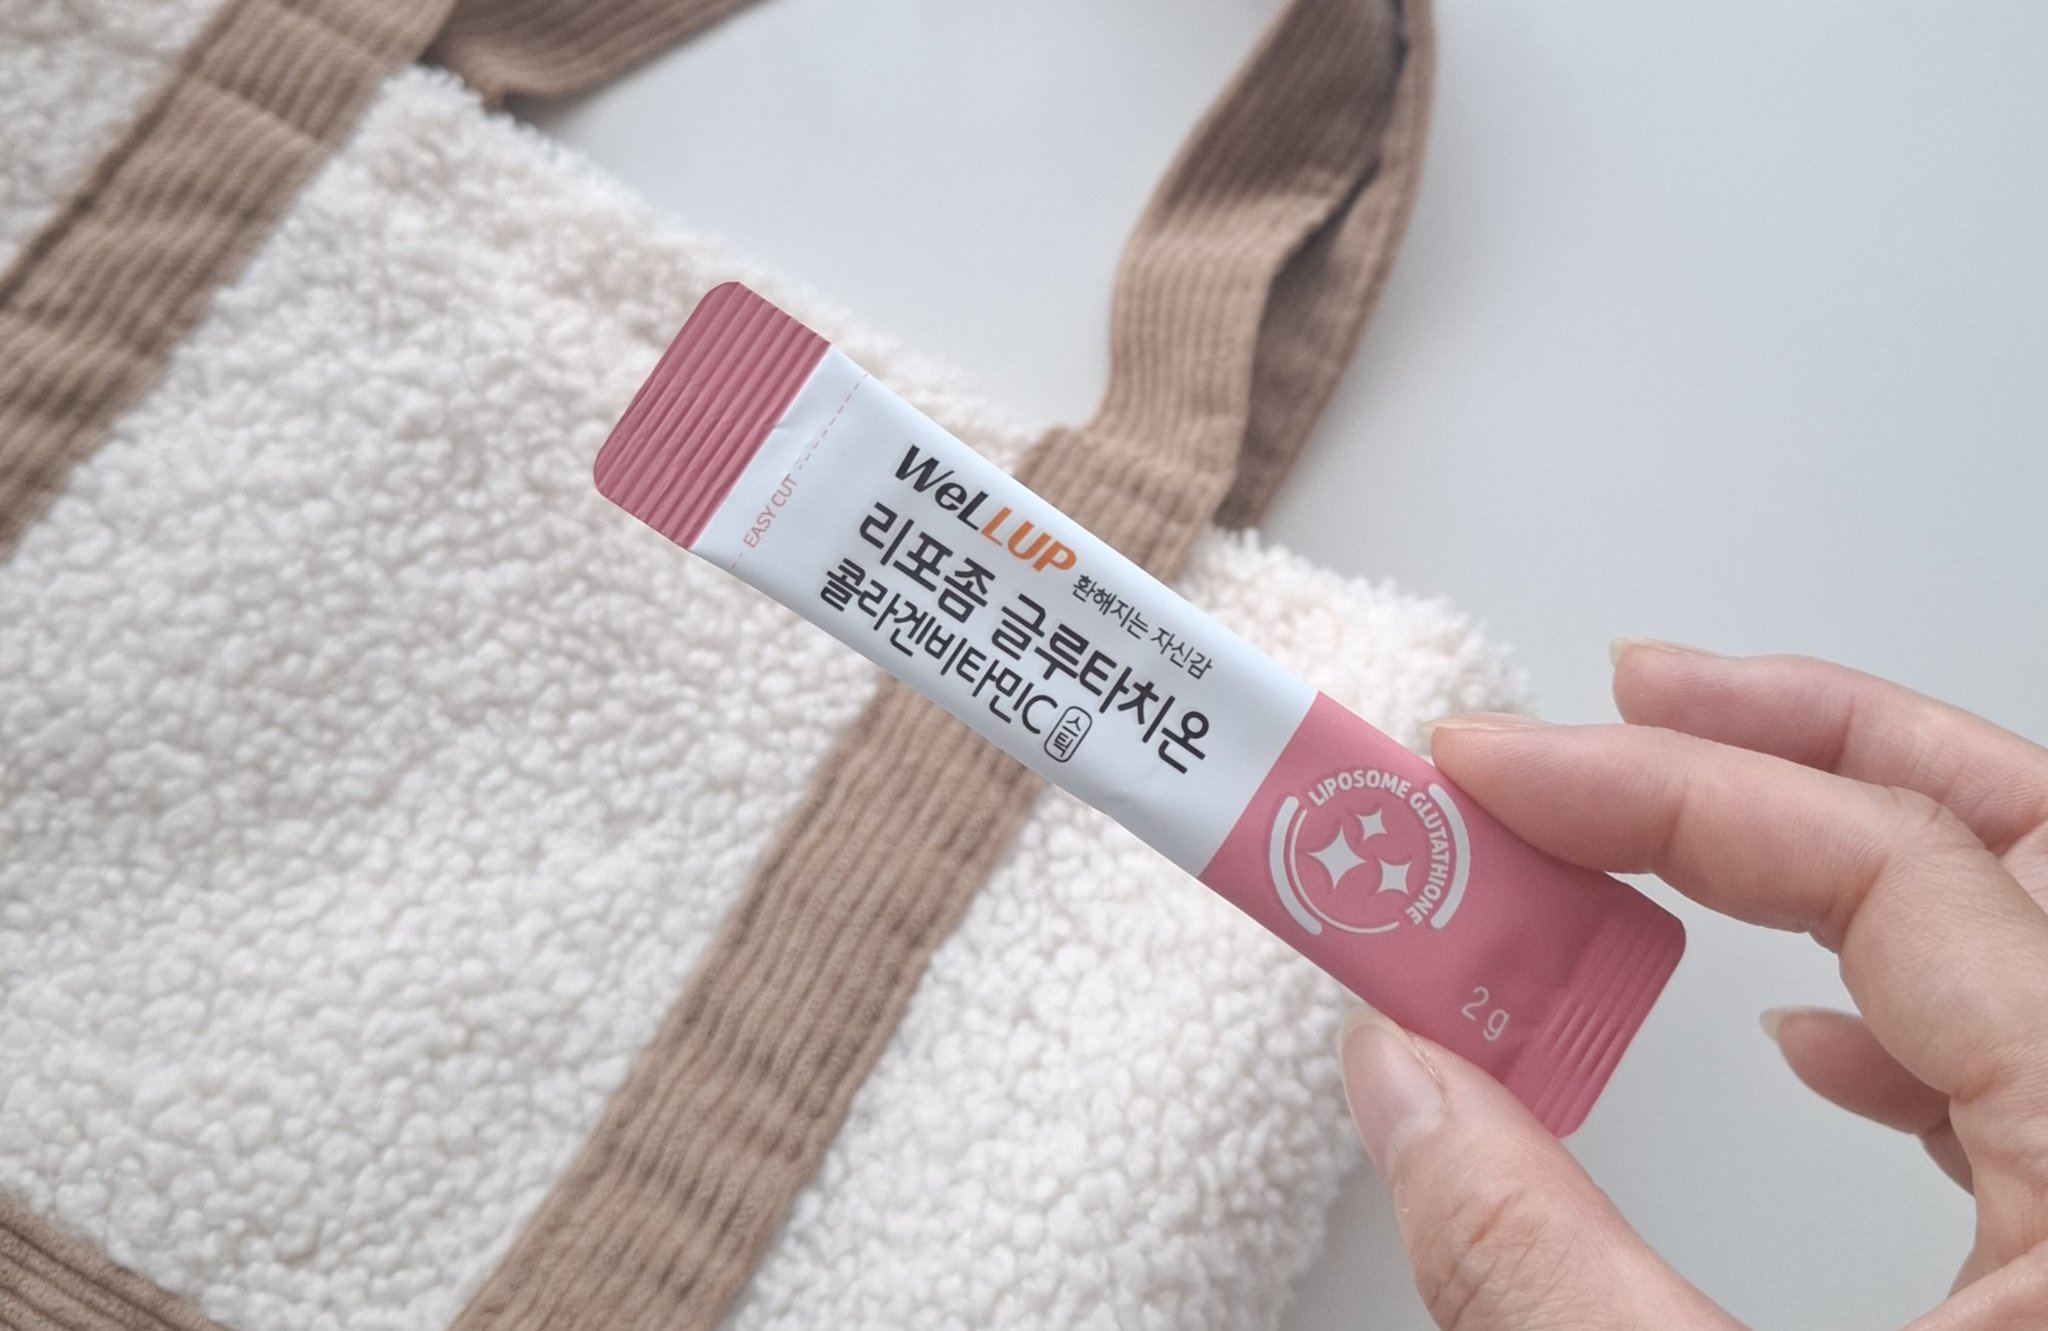 EASY CUT
WeLLUP
환해지는 자신감
리포좀 글루타치온
콜라겐비타민C 스틱
LIPOSOME GLUTATHIONE
2g